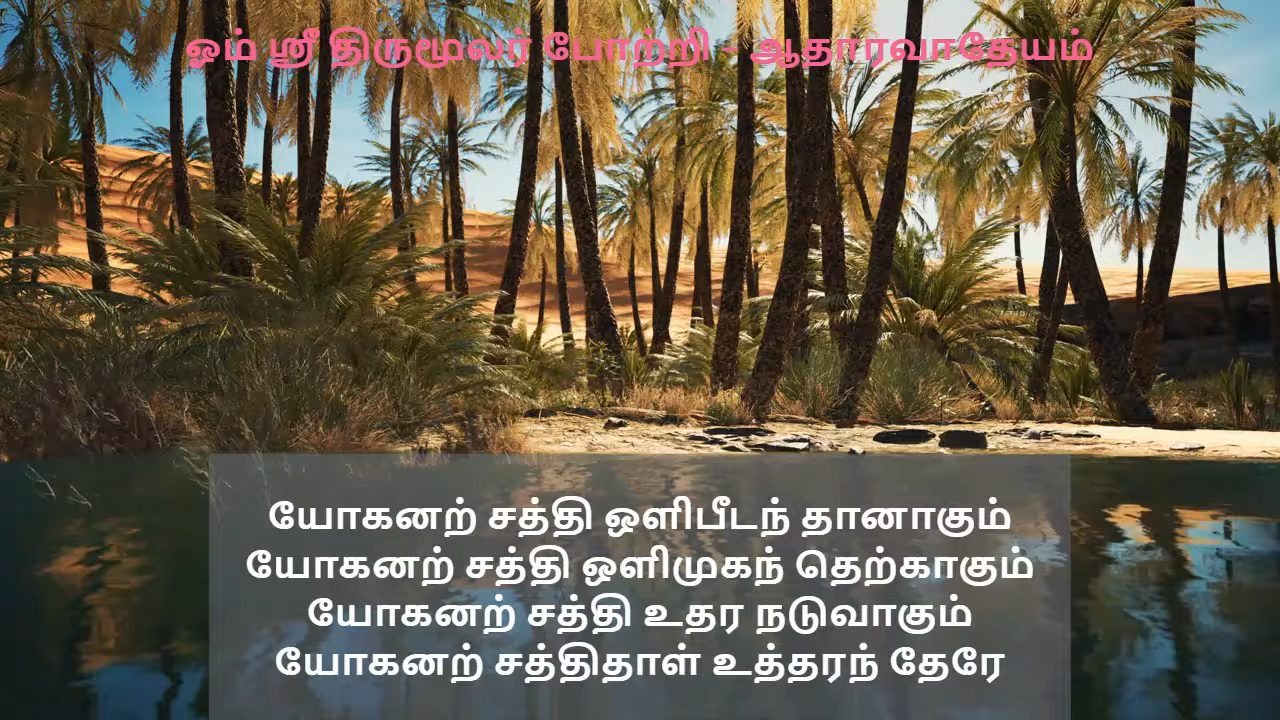 ஓம் ஸ்ரீ திருமூலர் போற்றி - ஆதாரவாதேயம்
யோகனற் சத்தி ஒளிபீடந் தானாகும்
யோகனற் சத்தி ஒளிமுகந் தெற்காகும்
யோகனற் சத்தி உதர நடுவாகும்
யோகனற் சத்திதாள் உத்தரந் தேரே